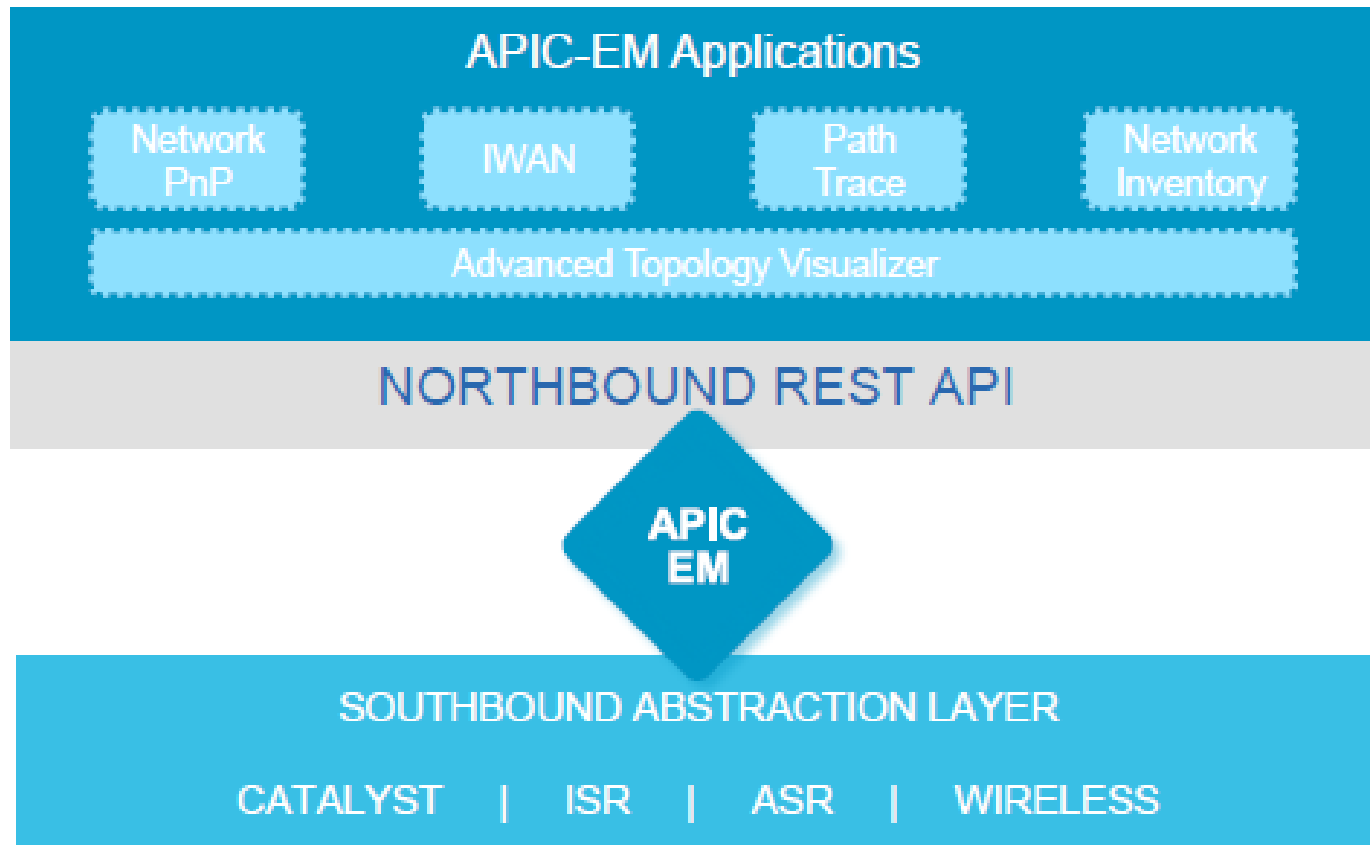 APIC-EM Applications
Network
PnP
IWAN
Path
Trace
Network
Inventory
Advanced Topology Visualizer
NORTHBOUND REST API
APIC
EM
SOUTHBOUND ABSTRACTION LAYER
CATALYST | ISR | ASR | WIRELESS